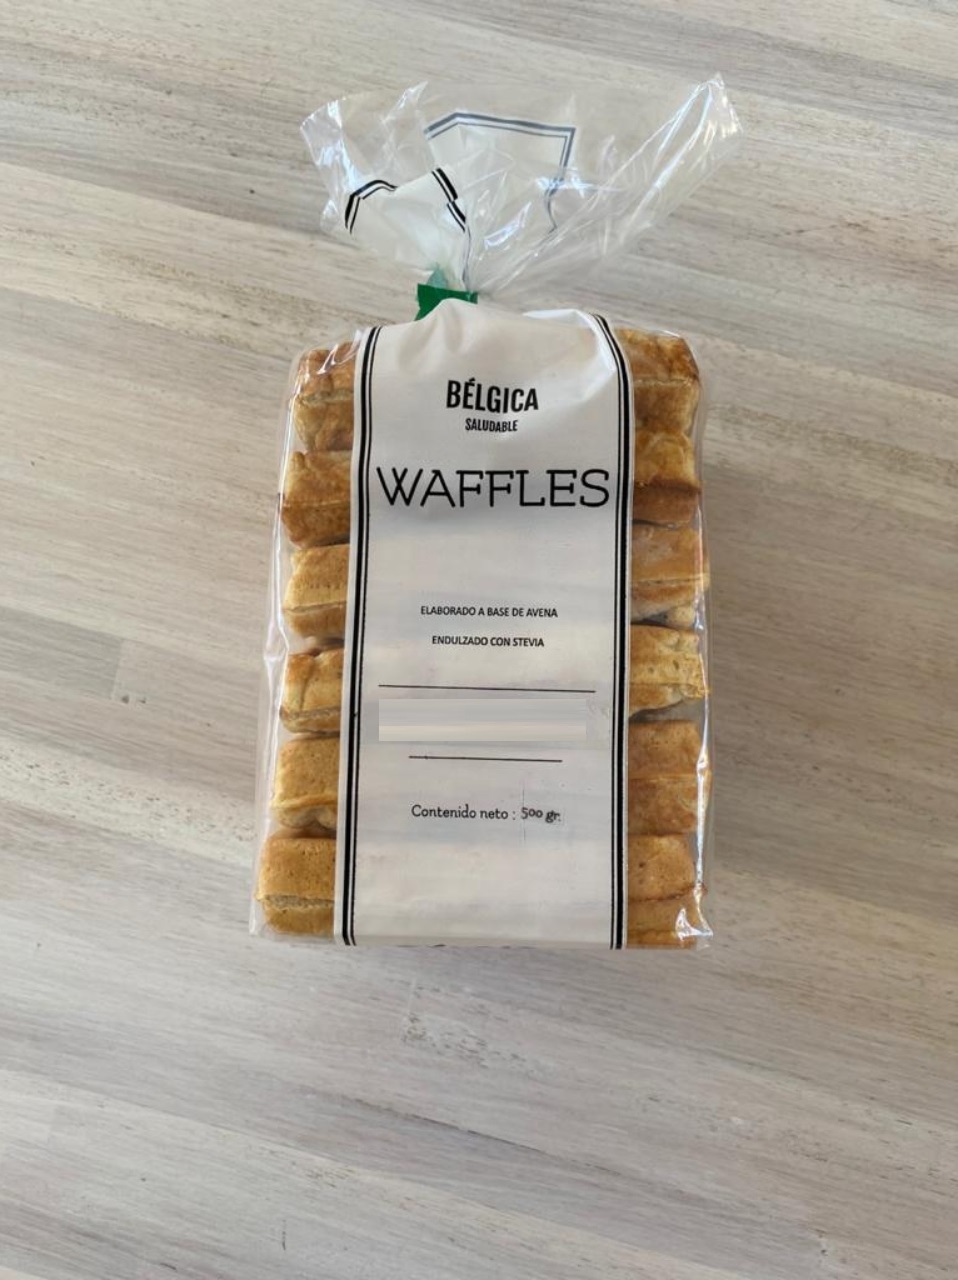 BÉLGICA
SALUDABLE
WAFFLES
ELABORADO A BASE DE AVENA
ENDULZADO CON STEVIA
Contenido neto : 500 gr.